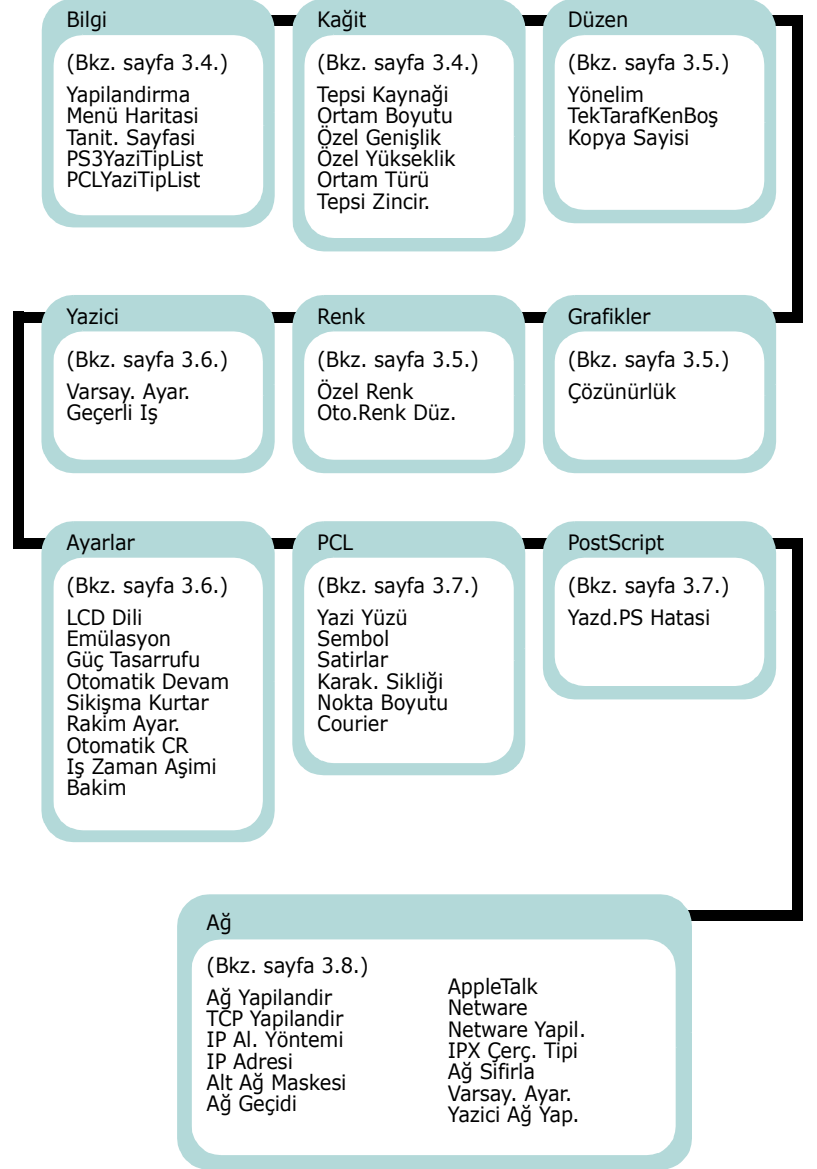 Bilgi
(Bkz. sayfa 3.4.)
Yapilandirma
Menü Haritasi
Tanit. Sayfasi
PS3YaziTipList
PCLYaziTipList
Kağit
(Bkz. sayfa 3.4.)
Tepsi Kaynaği
Ortam Boyutu
Özel Genişlik
Özel Yükseklik
Ortam Türü
Tepsi Zincir.
Düzen
(Bkz. sayfa 3.5.)
Yönelim
TekTarafKenBoş
Kopya Sayisi
Yazici
(Bkz. sayfa 3.6.)
Varsay. Ayar.
Geçerli Iş
Renk
(Bkz. sayfa 3.5.)
Özel Renk
Oto.Renk Düz.
Grafikler
(Bkz. sayfa 3.5.)
Çözünürlük
Ayarlar
(Bkz. sayfa 3.6.)
LCD Dili
Emülasyon
Güç Tasarrufu
Otomatik Devam
Sikişma Kurtar
Rakim Ayar.
Otomatik CR
Iş Zaman Aşimi
Bakim
PCL
(Bkz. sayfa 3.7.)
Yazi Yüzü
Sembol
Satirlar
Karak. Sikliği
Nokta Boyutu
Courier
PostScript
(Bkz. sayfa 3.7.)
Yazd.PS Hatasi
Ağ
(Bkz. sayfa 3.8.)
Ağ Yapilandir
TCP Yapilandir
IP Al. Yöntemi
IP Adresi
Alt Ağ Maskesi
Ağ Geçidi
AppleTalk
Netware
Netware Yapil.
IPX Çerç. Tipi
Ağ Sifirla
Varsay. Ayar.
Yazici Ağ Yap.